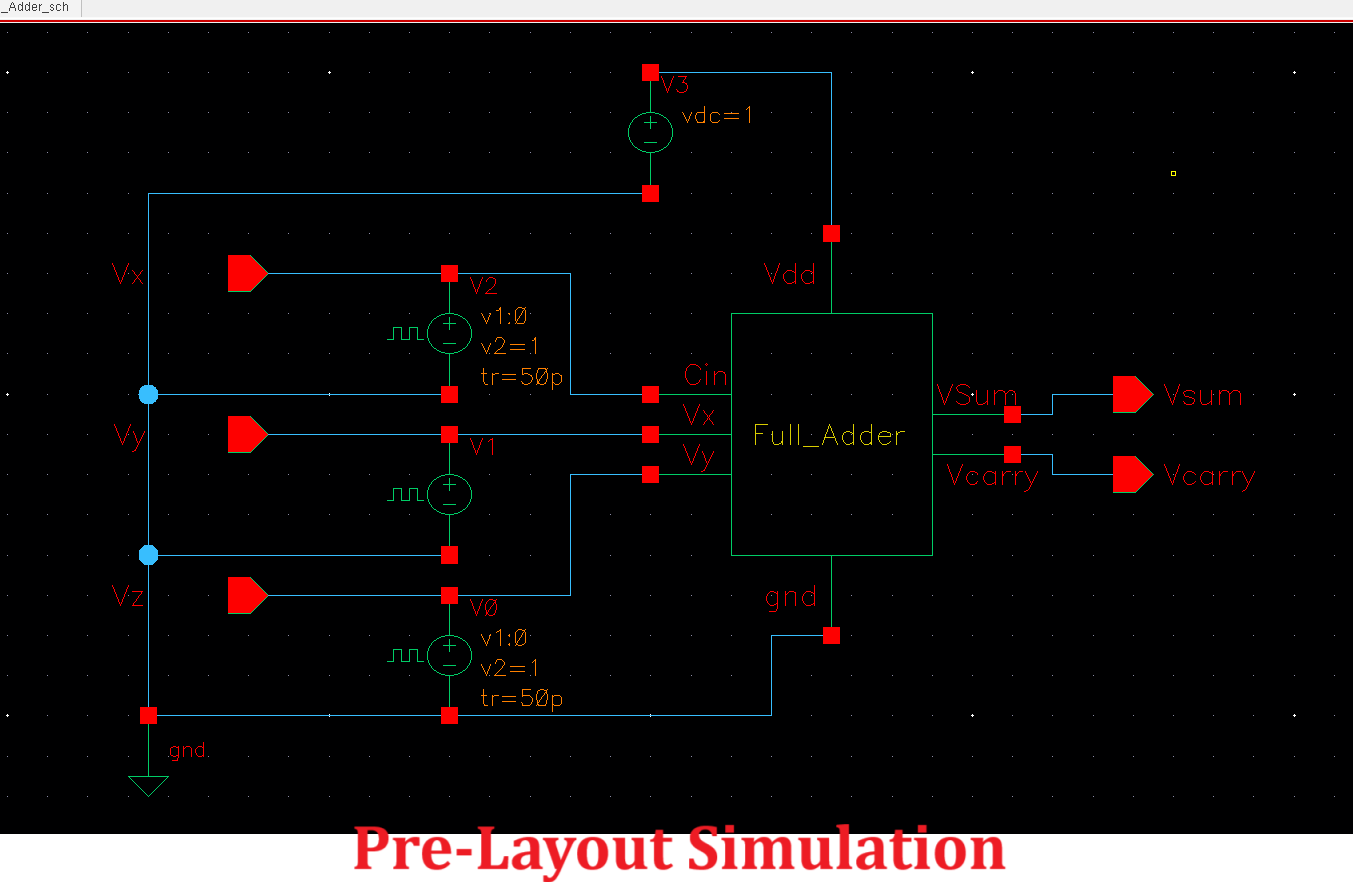 _Adder_sch
V3
vdc=1
Vx
V2
Vdd
v1:0
v2=1
tr=50p
Cin
VSum
Vsum
Vx
Vy
V1
Vy
Full_Adder
Vcarry
Vcarry
Vz
V0
gnd
v1:0
v2=1
tr=50p
gnd
Pre-Layout Simulation